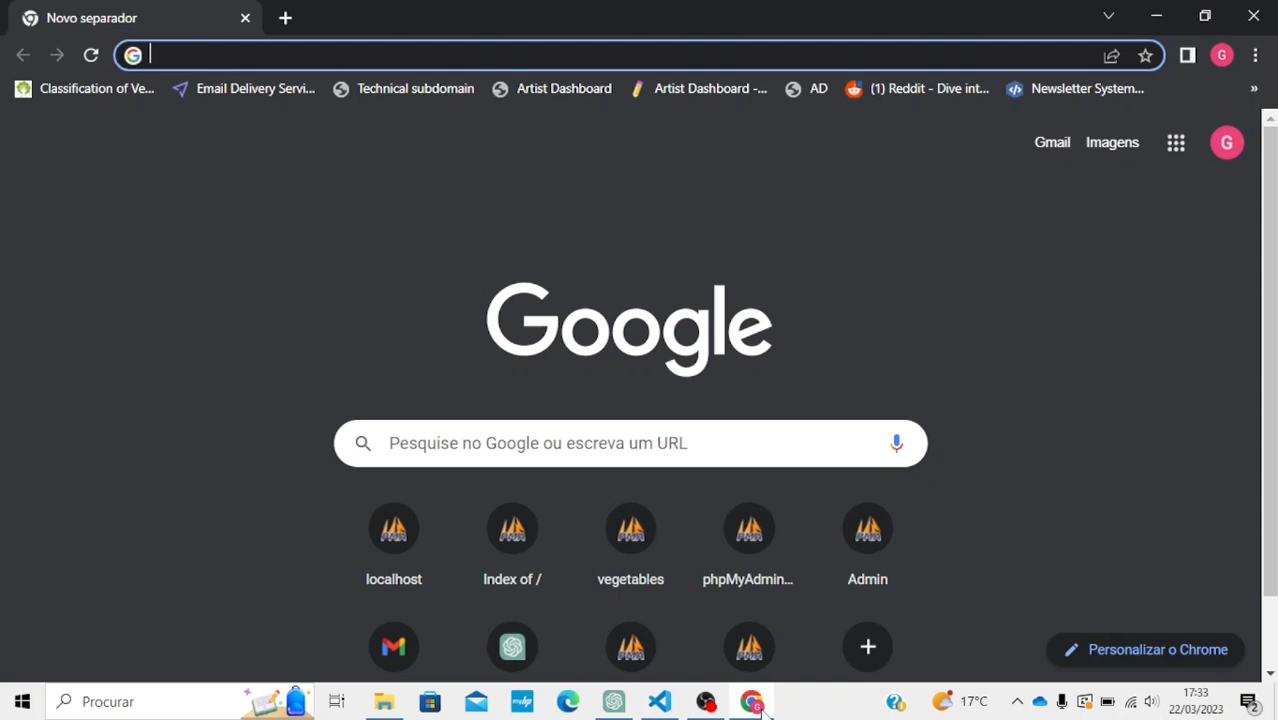 Novo separador
Classification of Ve...
Email Delivery Servi...
Technical subdomain
Artist Dashboard
Artist Dashboard -...
AD
(1) Reddit - Dive int...
Newsletter System...
»
G
Gmail
Imagens
G
Google
Pesquise no Google ou escreva um URL
localhost
Index of /
vegetables
phpMyAdmin...
Admin
Personalizar o Chrome
Procurar
17°C
17:33
22/03/2023
2